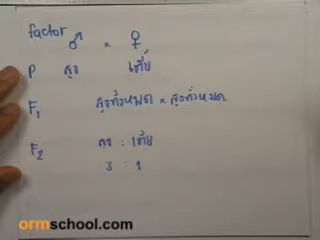 factor
♂ × ♀
P สูง เตี้ย
F1 สูงทั้งหมด × สูงทั้งหมด
F2 สูง : เตี้ย
3 : 1
ormschool.com